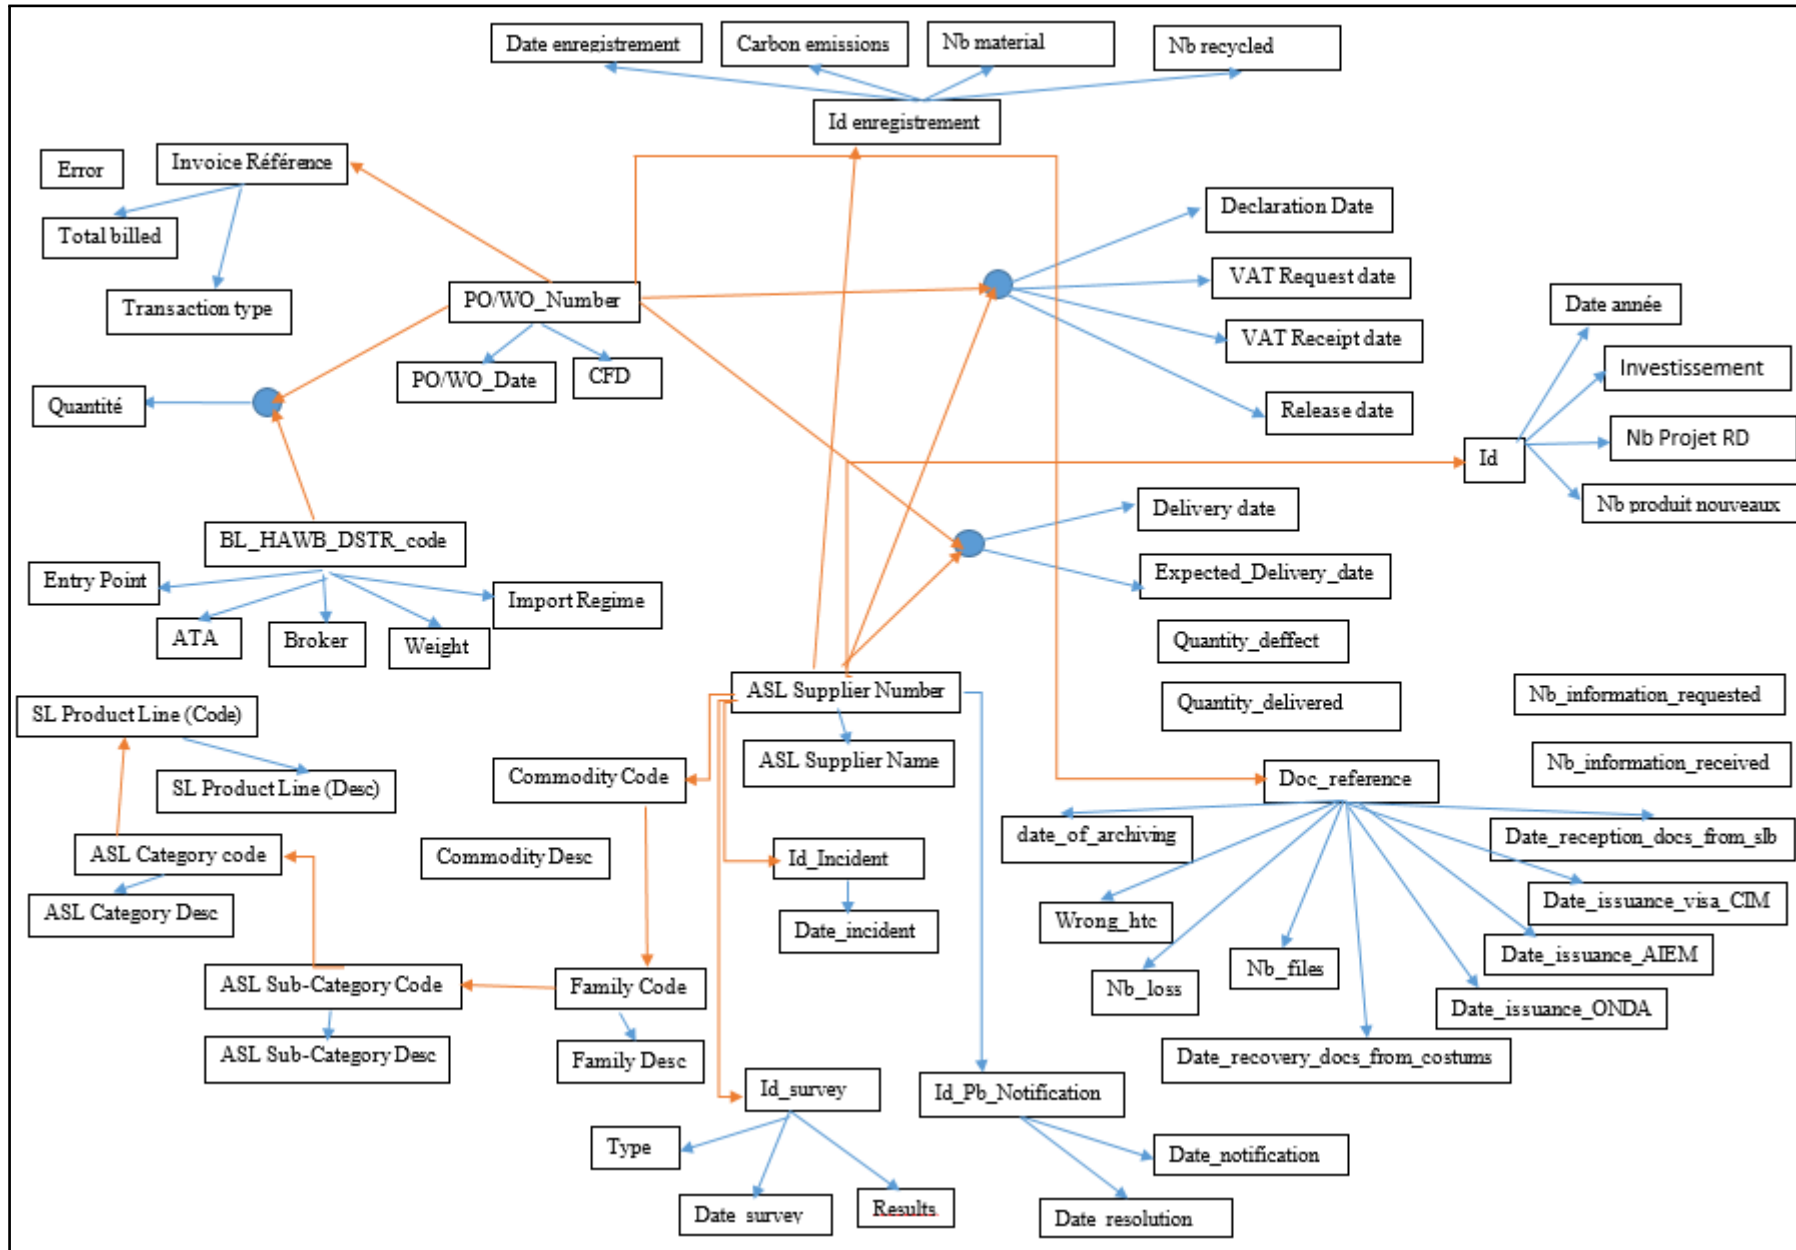 Date enregistrement
Carbon emissions
Nb material
Nb recycled
Id enregistrement
Error
Invoice Référence
Total billed
Transaction type
PO/WO_Number
PO/WO_Date
CFD
Quantité
Declaration Date
VAT Request date
VAT Receipt date
Release date
Date année
Investissement
Nb Projet RD
Id
Nb produit nouveaux
BL_HAWB_DSTR_code
Entry Point
ATA
Broker
Weight
Import Regime
Delivery date
Expected_Delivery_date
Quantity_deffect
Quantity_delivered
Nb_information_requested
Nb_information_received
ASL Supplier Number
ASL Supplier Name
SL Product Line (Code)
SL Product Line (Desc)
Commodity Code
Commodity Desc
ASL Category code
ASL Category Desc
Id_Incident
Date_incident
Doc_reference
date_of_archiving
Date_reception_docs_from_slb
Wrong_htc
Date_issuance_visa_CIM
Nb_files
Date_issuance_AIEM
Nb_loss
Date_issuance_ONDA
Date_recovery_docs_from_costums
ASL Sub-Category Code
Family Code
ASL Sub-Category Desc
Family Desc
Id_survey
Type
Date_survey
Results
Id_Pb_Notification
Date_notification
Date_resolution